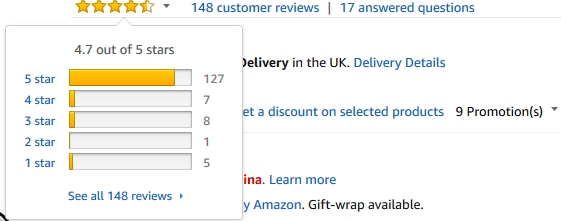 148 customer reviews | 17 answered questions
4.7 out of 5 stars
5 star 127
4 star 7
3 star 8
2 star 1
1 star 5
See all 148 reviews
Delivery in the UK. Delivery Details
et a discount on selected products 9 Promotion(s)
ina. Learn more
y Amazon. Gift-wrap available.